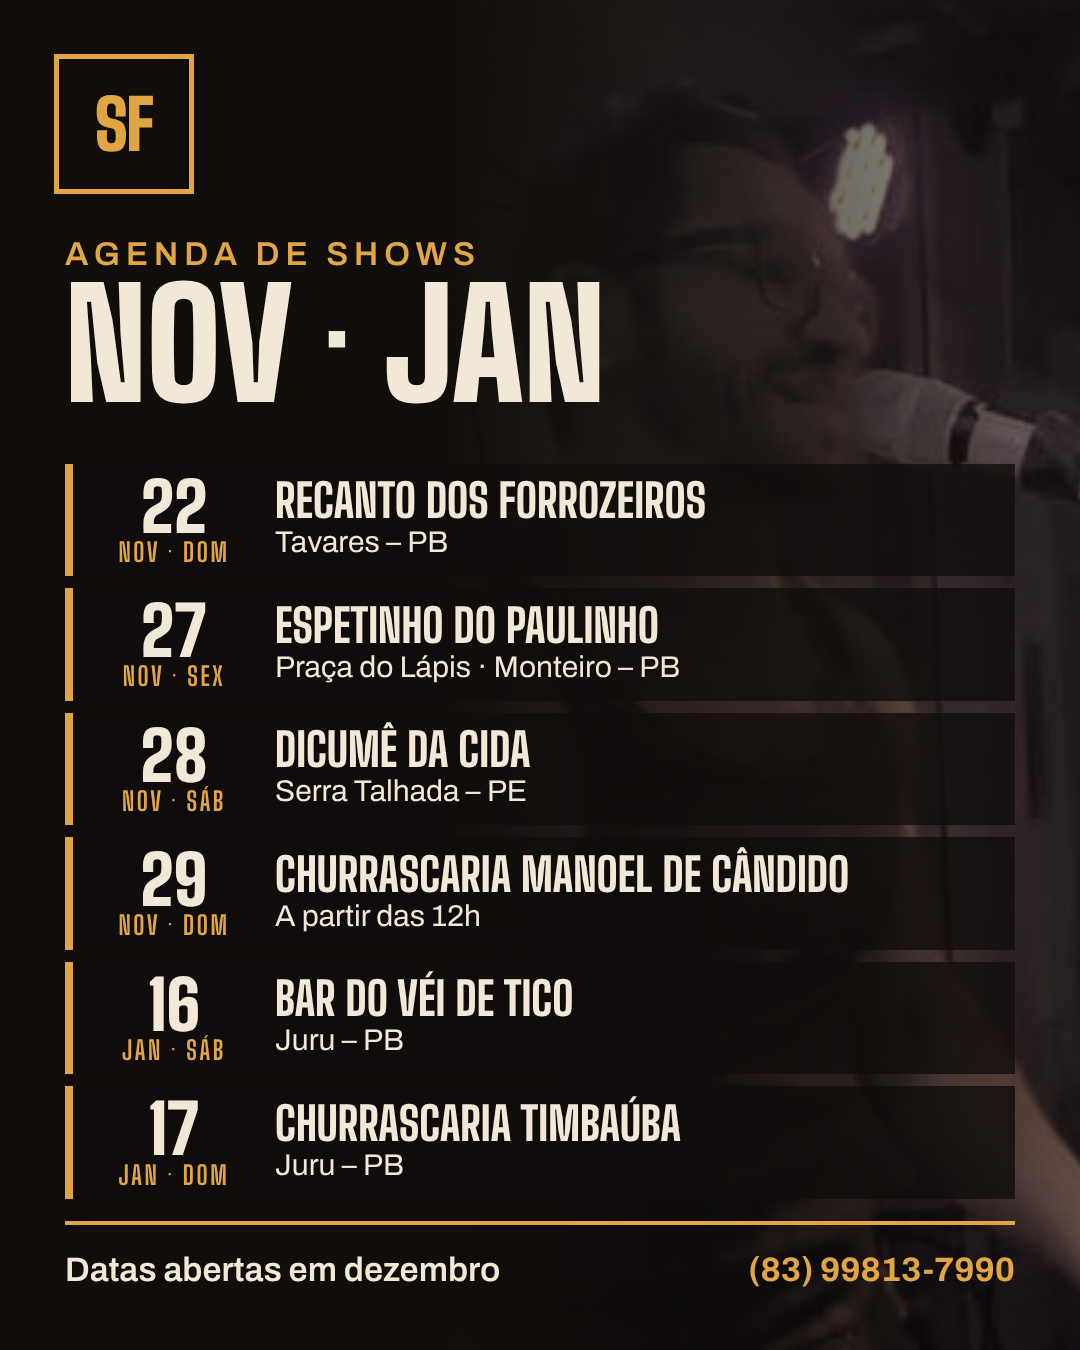 SF
AGENDA DE SHOWS
NOV · JAN
22
NOV · DOM
RECANTO DOS FORROZEIROS
Tavares – PB
27
NOV · SEX
ESPETINHO DO PAULINHO
Praça do Lápis · Monteiro – PB
28
NOV · SÁB
DICUMÊ DA CIDA
Serra Talhada – PE
29
NOV · DOM
CHURRASCARIA MANOEL DE CÂNDIDO
A partir das 12h
16
JAN · SÁB
BAR DO VÉI DE TICO
Juru – PB
17
JAN · DOM
CHURRASCARIA TIMBAÚBA
Juru – PB
Datas abertas em dezembro
(83) 99813-7990